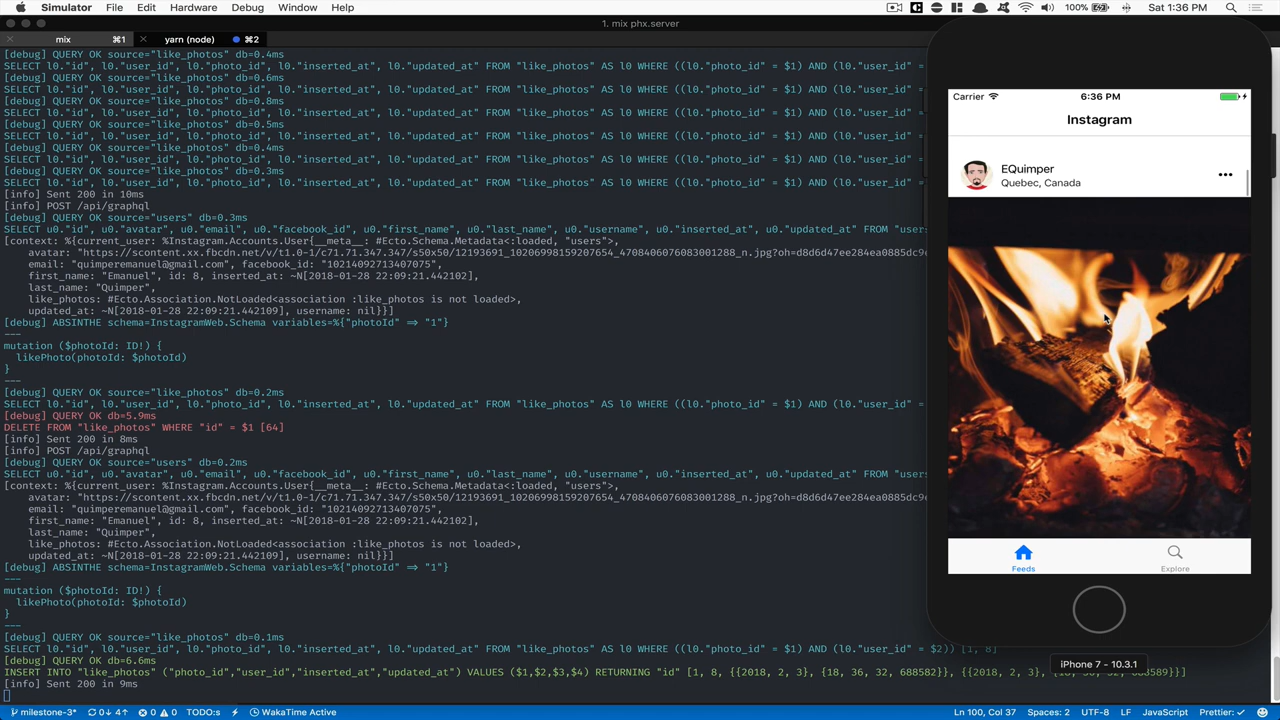 Simulator File Edit Hardware Debug Window Help 100% Sat 1:36 PM
1. mix phx.server
mix ⌘1 yarn (node) ⌘2
[debug] QUERY OK source="like_photos" db=0.4ms
SELECT l0."id", l0."user_id", l0."photo_id", l0."inserted_at", l0."updated_at" FROM "like_photos" AS l0 WHERE ((l0."photo_id" = $1) AND (l0."user_id" =
[debug] QUERY OK source="like_photos" db=0.6ms
SELECT l0."id", l0."user_id", l0."photo_id", l0."inserted_at", l0."updated_at" FROM "like_photos" AS l0 WHERE ((l0."photo_id" = $1) AND (l0."user_id" =
[debug] QUERY OK source="like_photos" db=0.8ms
SELECT l0."id", l0."user_id", l0."photo_id", l0."inserted_at", l0."updated_at" FROM "like_photos" AS l0 WHERE ((l0."photo_id" = $1) AND (l0."user_id" =
[debug] QUERY OK source="like_photos" db=0.5ms
SELECT l0."id", l0."user_id", l0."photo_id", l0."inserted_at", l0."updated_at" FROM "like_photos" AS l0 WHERE ((l0."photo_id" = $1) AND (l0."user_id" =
[debug] QUERY OK source="like_photos" db=0.4ms
SELECT l0."id", l0."user_id", l0."photo_id", l0."inserted_at", l0."updated_at" FROM "like_photos" AS l0 WHERE ((l0."photo_id" = $1) AND (l0."user_id" =
[debug] QUERY OK source="like_photos" db=0.3ms
SELECT l0."id", l0."user_id", l0."photo_id", l0."inserted_at", l0."updated_at" FROM "like_photos" AS l0 WHERE ((l0."photo_id" = $1) AND (l0."user_id" =
[info] Sent 200 in 10ms
[info] POST /api/graphql
[debug] QUERY OK source="users" db=0.3ms
SELECT u0."id", u0."avatar", u0."email", u0."facebook_id", u0."first_name", u0."last_name", u0."username", u0."inserted_at", u0."updated_at" FROM "users"
[context: %{current_user: %Instagram.Accounts.User{__meta__: #Ecto.Schema.Metadata<:loaded, "users">,
avatar: "https://scontent.xx.fbcdn.net/v/t1.0-1/c71.71.347.347/s50x50/12193691_10206998159207654_4708406076083001288_n.jpg?oh=d8d6d47ee284ea0885dc9
email: "quimperemanuel@gmail.com", facebook_id: "10214092713407075",
first_name: "Emanuel", id: 8, inserted_at: ~N[2018-01-28 22:09:21.442102],
last_name: "Quimper",
like_photos: #Ecto.Association.NotLoaded<association :like_photos is not loaded>,
updated_at: ~N[2018-01-28 22:09:21.442109], username: nil}}]
[debug] ABSINTHE schema=InstagramWeb.Schema variables=%{"photoId" => "1"}
---
mutation ($photoId: ID!) {
likePhoto(photoId: $photoId)
}
---
[debug] QUERY OK source="like_photos" db=0.2ms
SELECT l0."id", l0."user_id", l0."photo_id", l0."inserted_at", l0."updated_at" FROM "like_photos" AS l0 WHERE ((l0."photo_id" = $1) AND (l0."user_id" =
[debug] QUERY OK db=5.9ms
DELETE FROM "like_photos" WHERE "id" = $1 [64]
[info] Sent 200 in 8ms
[info] POST /api/graphql
[debug] QUERY OK source="users" db=0.2ms
SELECT u0."id", u0."avatar", u0."email", u0."facebook_id", u0."first_name", u0."last_name", u0."username", u0."inserted_at", u0."updated_at" FROM "users"
[context: %{current_user: %Instagram.Accounts.User{__meta__: #Ecto.Schema.Metadata<:loaded, "users">,
avatar: "https://scontent.xx.fbcdn.net/v/t1.0-1/c71.71.347.347/s50x50/12193691_10206998159207654_4708406076083001288_n.jpg?oh=d8d6d47ee284ea0885dc9
email: "quimperemanuel@gmail.com", facebook_id: "10214092713407075",
first_name: "Emanuel", id: 8, inserted_at: ~N[2018-01-28 22:09:21.442102],
last_name: "Quimper",
like_photos: #Ecto.Association.NotLoaded<association :like_photos is not loaded>,
updated_at: ~N[2018-01-28 22:09:21.442109], username: nil}}]
[debug] ABSINTHE schema=InstagramWeb.Schema variables=%{"photoId" => "1"}
---
mutation ($photoId: ID!) {
likePhoto(photoId: $photoId)
}
---
[debug] QUERY OK source="like_photos" db=0.1ms
SELECT l0."id", l0."user_id", l0."photo_id", l0."inserted_at", l0."updated_at" FROM "like_photos" AS l0 WHERE ((l0."photo_id" = $1) AND (l0."user_id" = $2)) [1, 8]
[debug] QUERY OK db=6.6ms
INSERT INTO "like_photos" ("photo_id","user_id","inserted_at","updated_at") VALUES ($1,$2,$3,$4) RETURNING "id" [1, 8, {{2018, 2, 3}, {18, 36, 32, 688582}}, {{2018, 2, 3},
[info] Sent 200 in 9ms
Carrier 6:36 PM
Instagram
EQuimper
Quebec, Canada
Feeds Explore
iPhone 7 - 10.3.1
milestone-3* 0↓ 4↑ 0 0 TODO:s WakaTime Active Ln 100, Col 37 Spaces: 2 UTF-8 LF JavaScript Prettier: ✓